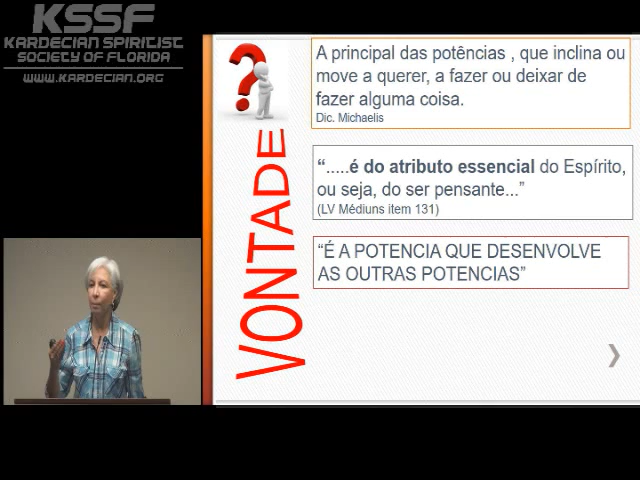 KSSF
KARDECIAN SPIRITIST
SOCIETY OF FLORIDA
WWW.KARDECIAN.ORG
VONTADE
A principal das potências , que inclina ou
move a querer, a fazer ou deixar de
fazer alguma coisa.
Dic. Michaelis
“.....é do atributo essencial do Espírito,
ou seja, do ser pensante...”
(LV Médiuns item 131)
“É A POTENCIA QUE DESENVOLVE
AS OUTRAS POTENCIAS”